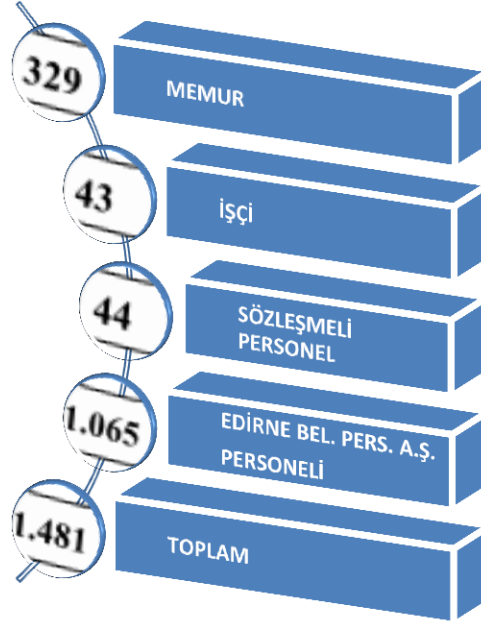 329
MEMUR
43
İŞÇİ
44
SÖZLEŞMELİ
PERSONEL
1.065
EDİRNE BEL. PERS. A.Ş.
PERSONELİ
1.481
TOPLAM